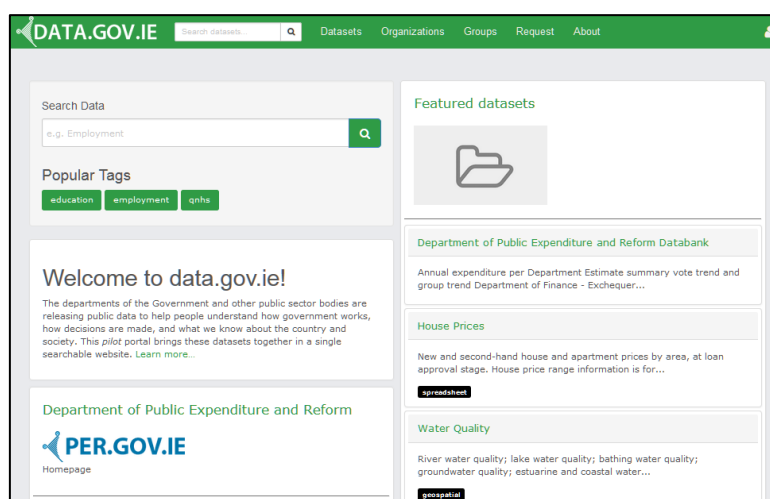 DATA.GOV.IE
Search datasets...
Datasets
Organizations
Groups
Request
About
Search Data
e.g. Employment
Popular Tags
education
employment
qnhs
Welcome to data.gov.ie!
The departments of the Government and other public sector bodies are
releasing public data to help people understand how government works,
how decisions are made, and what we know about the country and
society. This pilot portal brings these datasets together in a single
searchable website. Learn more...
Department of Public Expenditure and Reform
PER.GOV.IE
Homepage
Featured datasets
Department of Public Expenditure and Reform Databank
Annual expenditure per Department Estimate summary vote trend and
group trend Department of Finance - Exchequer...
House Prices
New and second-hand house and apartment prices by area, at loan
approval stage. House price range information is for...
spreadsheet
Water Quality
River water quality; lake water quality; bathing water quality;
groundwater quality; estuarine and coastal water...
geospatial